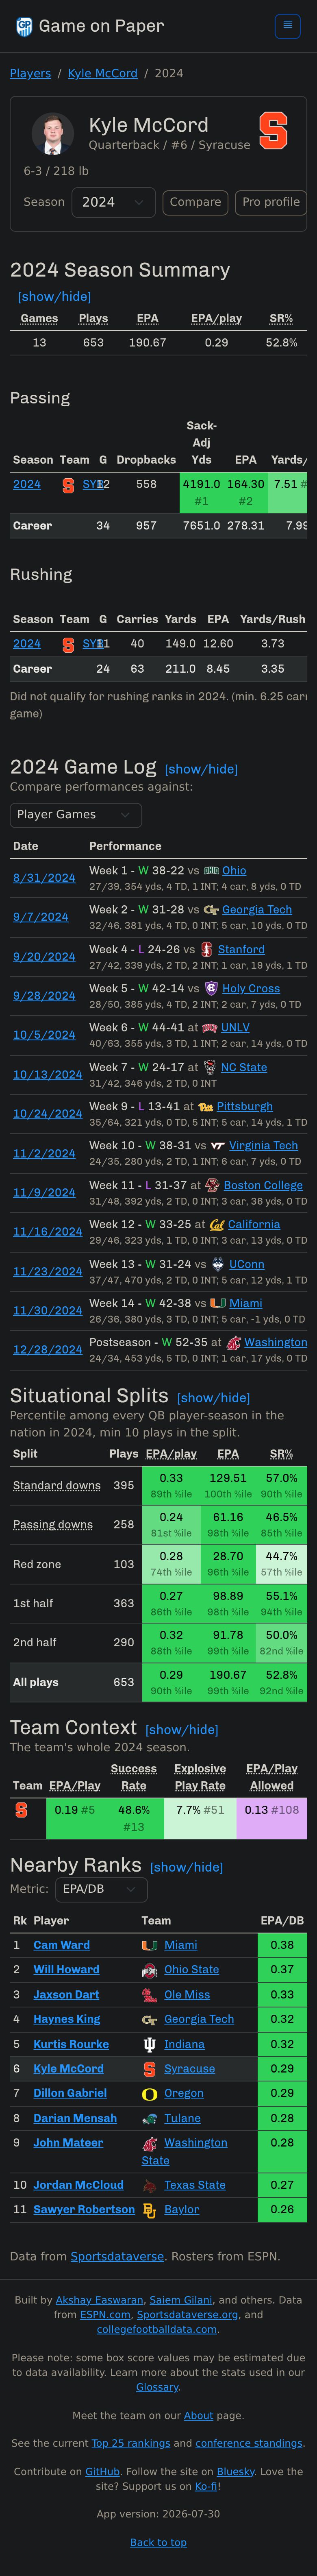 Game on Paper
Players / Kyle McCord / 2024
Kyle McCord
Quarterback / #6 / Syracuse
6-3 / 218 lb
Season 2024 Compare Pro profile
2024 Season Summary
[show/hide]
Games Plays EPA EPA/play SR%
13 653 190.67 0.29 52.8%
Passing
Sack-
Adj
Season Team G Dropbacks Yds EPA Yards/
2024 SYR 12 558 4191.0 164.30 7.51 #
#1 #2
Career 34 957 7651.0 278.31 7.99
Rushing
Season Team G Carries Yards EPA Yards/Rush
2024 SYR 11 40 149.0 12.60 3.73
Career 24 63 211.0 8.45 3.35
Did not qualify for rushing ranks in 2024. (min. 6.25 carr
game)
2024 Game Log [show/hide]
Compare performances against:
Player Games
Date Performance
8/31/2024 Week 1 - W 38-22 vs Ohio
27/39, 354 yds, 4 TD, 1 INT; 4 car, 8 yds, 0 TD
9/7/2024 Week 2 - W 31-28 vs Georgia Tech
32/46, 381 yds, 4 TD, 0 INT; 5 car, 10 yds, 0 TD
9/20/2024 Week 4 - L 24-26 vs Stanford
27/42, 339 yds, 2 TD, 2 INT; 1 car, 19 yds, 1 TD
9/28/2024 Week 5 - W 42-14 vs Holy Cross
28/50, 385 yds, 4 TD, 2 INT; 2 car, 7 yds, 0 TD
10/5/2024 Week 6 - W 44-41 at UNLV
40/63, 355 yds, 3 TD, 1 INT; 2 car, 14 yds, 0 TD
10/13/2024 Week 7 - W 24-17 at NC State
31/42, 346 yds, 2 TD, 0 INT
10/24/2024 Week 9 - L 13-41 at Pittsburgh
35/64, 321 yds, 0 TD, 5 INT; 5 car, 14 yds, 1 TD
11/2/2024 Week 10 - W 38-31 vs Virginia Tech
24/35, 280 yds, 2 TD, 1 INT; 6 car, 7 yds, 0 TD
11/9/2024 Week 11 - L 31-37 at Boston College
31/48, 392 yds, 2 TD, 0 INT; 3 car, 36 yds, 0 TD
11/16/2024 Week 12 - W 33-25 at California
29/46, 323 yds, 1 TD, 0 INT; 3 car, 13 yds, 0 TD
11/23/2024 Week 13 - W 31-24 vs UConn
37/47, 470 yds, 2 TD, 0 INT; 5 car, 12 yds, 1 TD
11/30/2024 Week 14 - W 42-38 vs Miami
26/36, 380 yds, 3 TD, 0 INT; 5 car, -1 yds, 0 TD
12/28/2024 Postseason - W 52-35 at Washington
24/34, 453 yds, 5 TD, 0 INT; 1 car, 17 yds, 0 TD
Situational Splits [show/hide]
Percentile among every QB player-season in the
nation in 2024, min 10 plays in the split.
Split Plays EPA/play EPA SR%
Standard downs 395 0.33 129.51 57.0%
89th %ile 100th %ile 90th %ile
Passing downs 258 0.24 61.16 46.5%
81st %ile 98th %ile 85th %ile
Red zone 103 0.28 28.70 44.7%
74th %ile 96th %ile 57th %ile
1st half 363 0.27 98.89 55.1%
86th %ile 98th %ile 94th %ile
2nd half 290 0.32 91.78 50.0%
88th %ile 99th %ile 82nd %ile
All plays 653 0.29 190.67 52.8%
90th %ile 99th %ile 92nd %ile
Team Context [show/hide]
The team's whole 2024 season.
Success Explosive EPA/Play
Team EPA/Play Rate Play Rate Allowed
0.19 #5 48.6% 7.7% #51 0.13 #108
#13
Nearby Ranks [show/hide]
Metric: EPA/DB
Rk Player Team EPA/DB
1 Cam Ward Miami 0.38
2 Will Howard Ohio State 0.37
3 Jaxson Dart Ole Miss 0.33
4 Haynes King Georgia Tech 0.32
5 Kurtis Rourke Indiana 0.32
6 Kyle McCord Syracuse 0.29
7 Dillon Gabriel Oregon 0.29
8 Darian Mensah Tulane 0.28
9 John Mateer Washington 0.28
State
10 Jordan McCloud Texas State 0.27
11 Sawyer Robertson Baylor 0.26
Data from Sportsdataverse. Rosters from ESPN.
Built by Akshay Easwaran, Saiem Gilani, and others. Data
from ESPN.com, Sportsdataverse.org, and
collegefootballdata.com.
Please note: some box score values may be estimated due
to data availability. Learn more about the stats used in our
Glossary.
Meet the team on our About page.
See the current Top 25 rankings and conference standings.
Contribute on GitHub. Follow the site on Bluesky. Love the
site? Support us on Ko-fi!
App version: 2026-07-30
Back to top